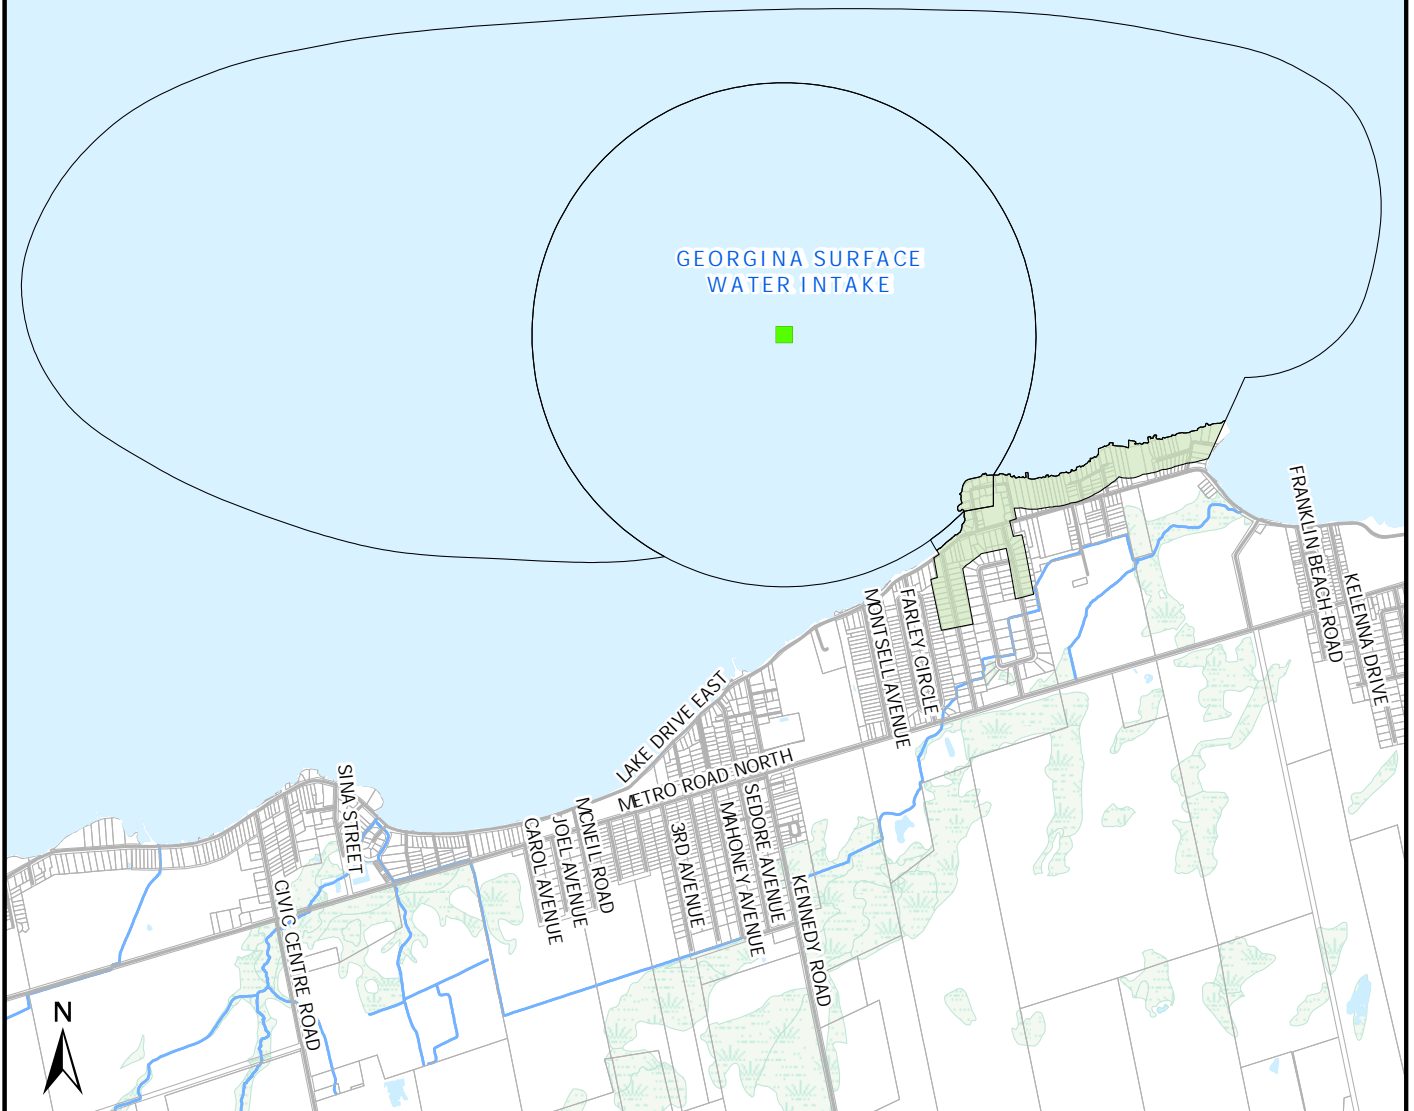 GEORGINA SURFACE
WATER INTAKE
FRANKLIN BEACH ROAD
KELENNA DRIVE
MONTSELL AVENUE
FARLEY CIRCLE
LAKE DRIVE EAST
METRO ROAD NORTH
SINA STREET
CIVIC CENTRE ROAD
CAROL AVENUE
JOEL AVENUE
MCNEIL ROAD
3RD AVENUE
MAHONEY AVENUE
SEDORE AVENUE
KENNEDY ROAD
N